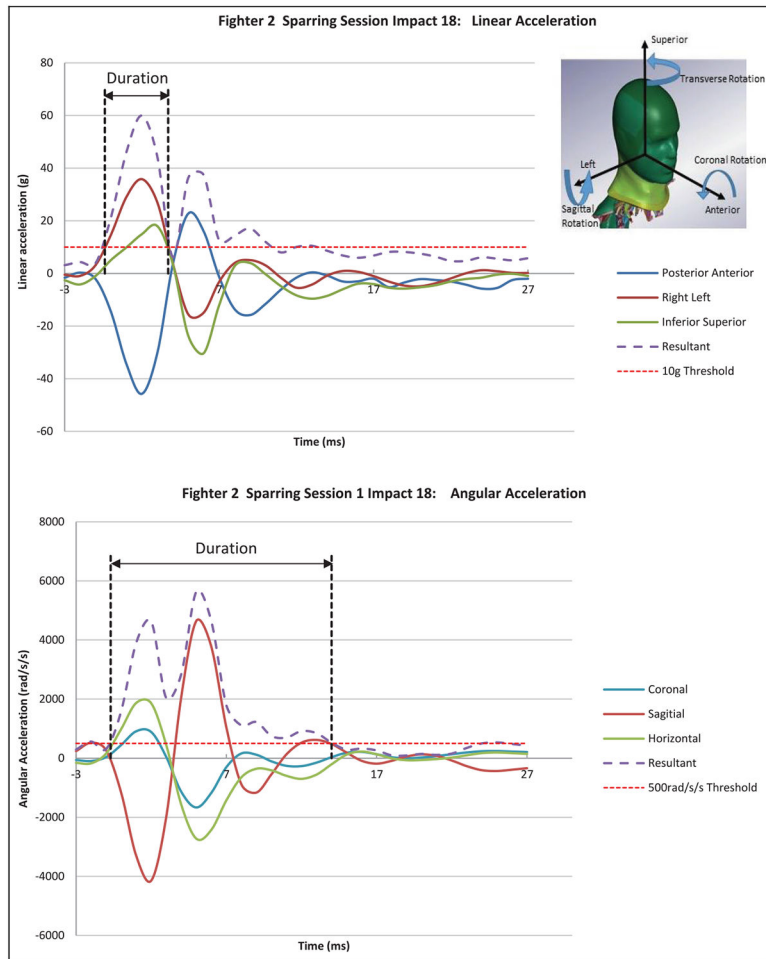 Fighter 2 Sparring Session Impact 18: Linear Acceleration
Duration
80
60
40
20
0
-20
-40
-60
-3
7
17
27
Linear acceleration (g)
Time (ms)
Superior
Transverse Rotation
Left
Coronal Rotation
Sagittal
Rotation
Anterior
Posterior Anterior
Right Left
Inferior Superior
Resultant
10g Threshold
Fighter 2 Sparring Session 1 Impact 18: Angular Acceleration
Duration
8000
6000
4000
2000
0
-2000
-4000
-6000
-3
7
17
27
Angular Acceleration (rad/s/s)
Time (ms)
Coronal
Sagitial
Horizontal
Resultant
500rad/s/s Threshold